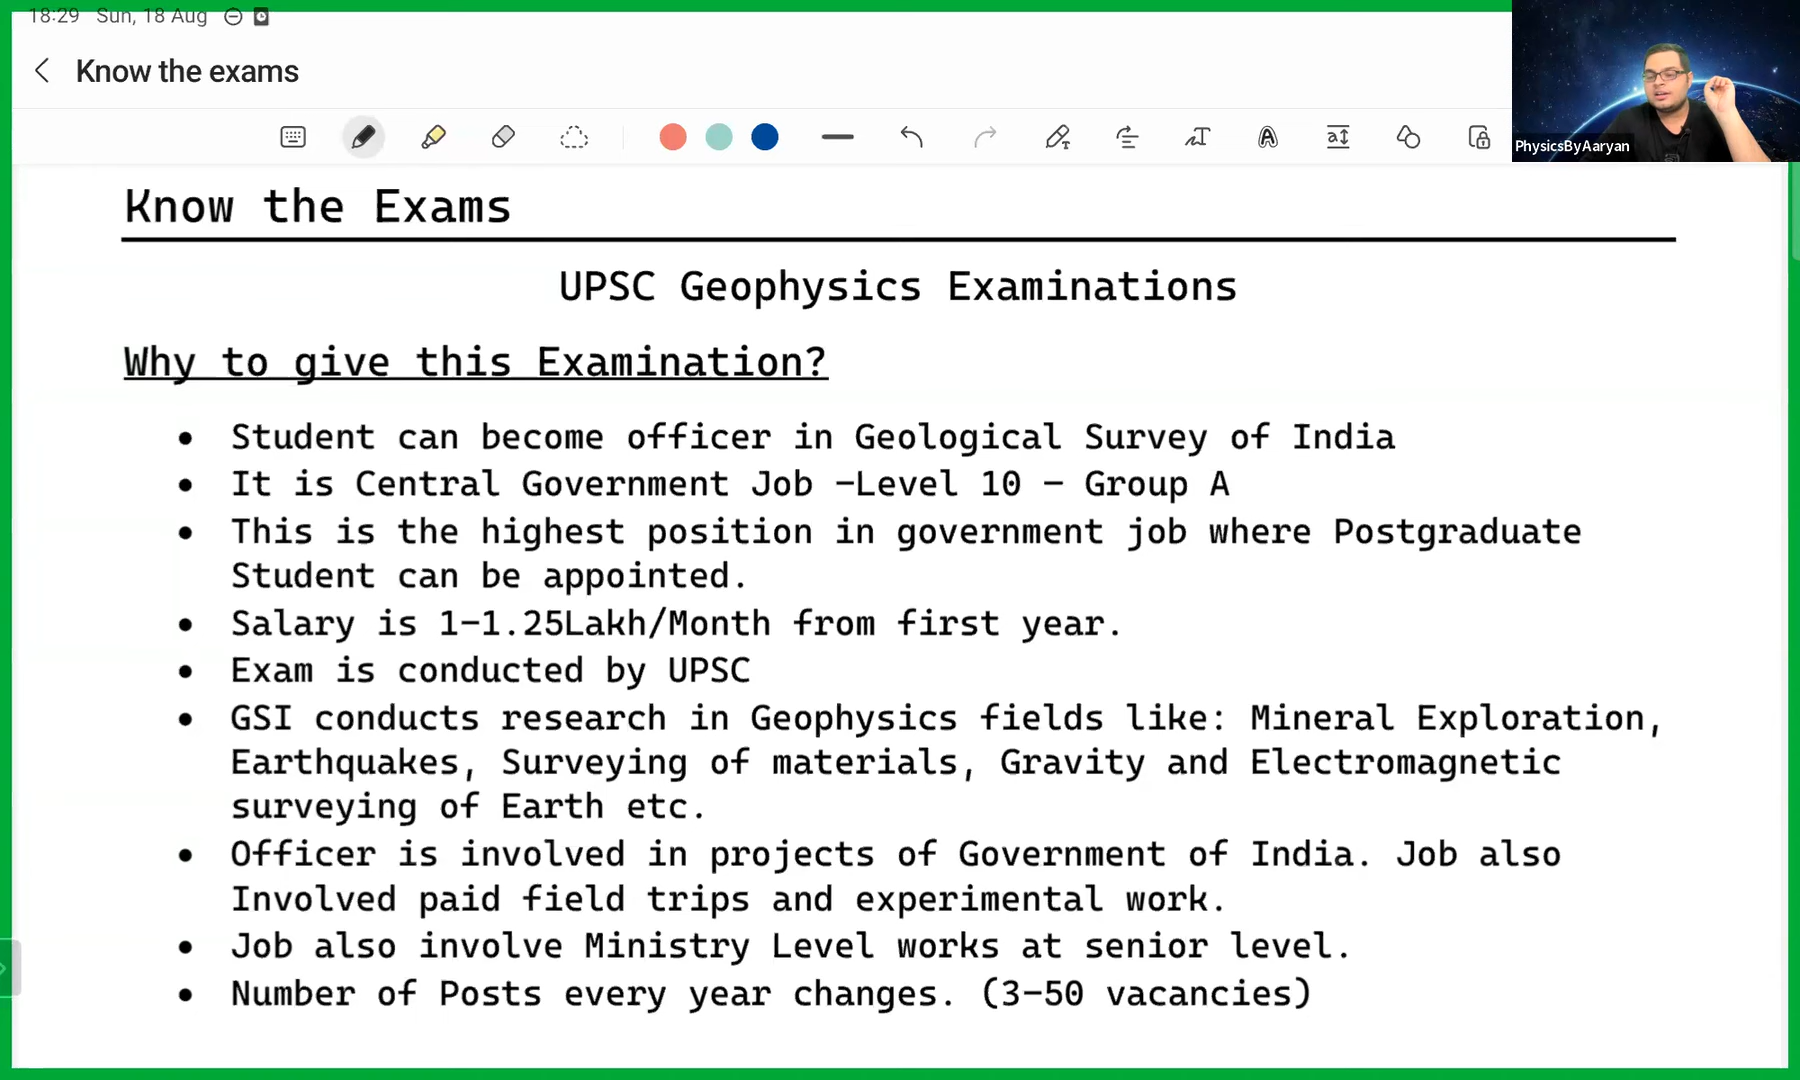 18:29 Sun, 18 Aug
Know the exams
PhysicsByAaryan
Know the Exams
UPSC Geophysics Examinations
Why to give this Examination?
• Student can become officer in Geological Survey of India
• It is Central Government Job –Level 10 – Group A
• This is the highest position in government job where Postgraduate
Student can be appointed.
• Salary is 1–1.25Lakh/Month from first year.
• Exam is conducted by UPSC
• GSI conducts research in Geophysics fields like: Mineral Exploration,
Earthquakes, Surveying of materials, Gravity and Electromagnetic
surveying of Earth etc.
• Officer is involved in projects of Government of India. Job also
Involved paid field trips and experimental work.
• Job also involve Ministry Level works at senior level.
• Number of Posts every year changes. (3–50 vacancies)